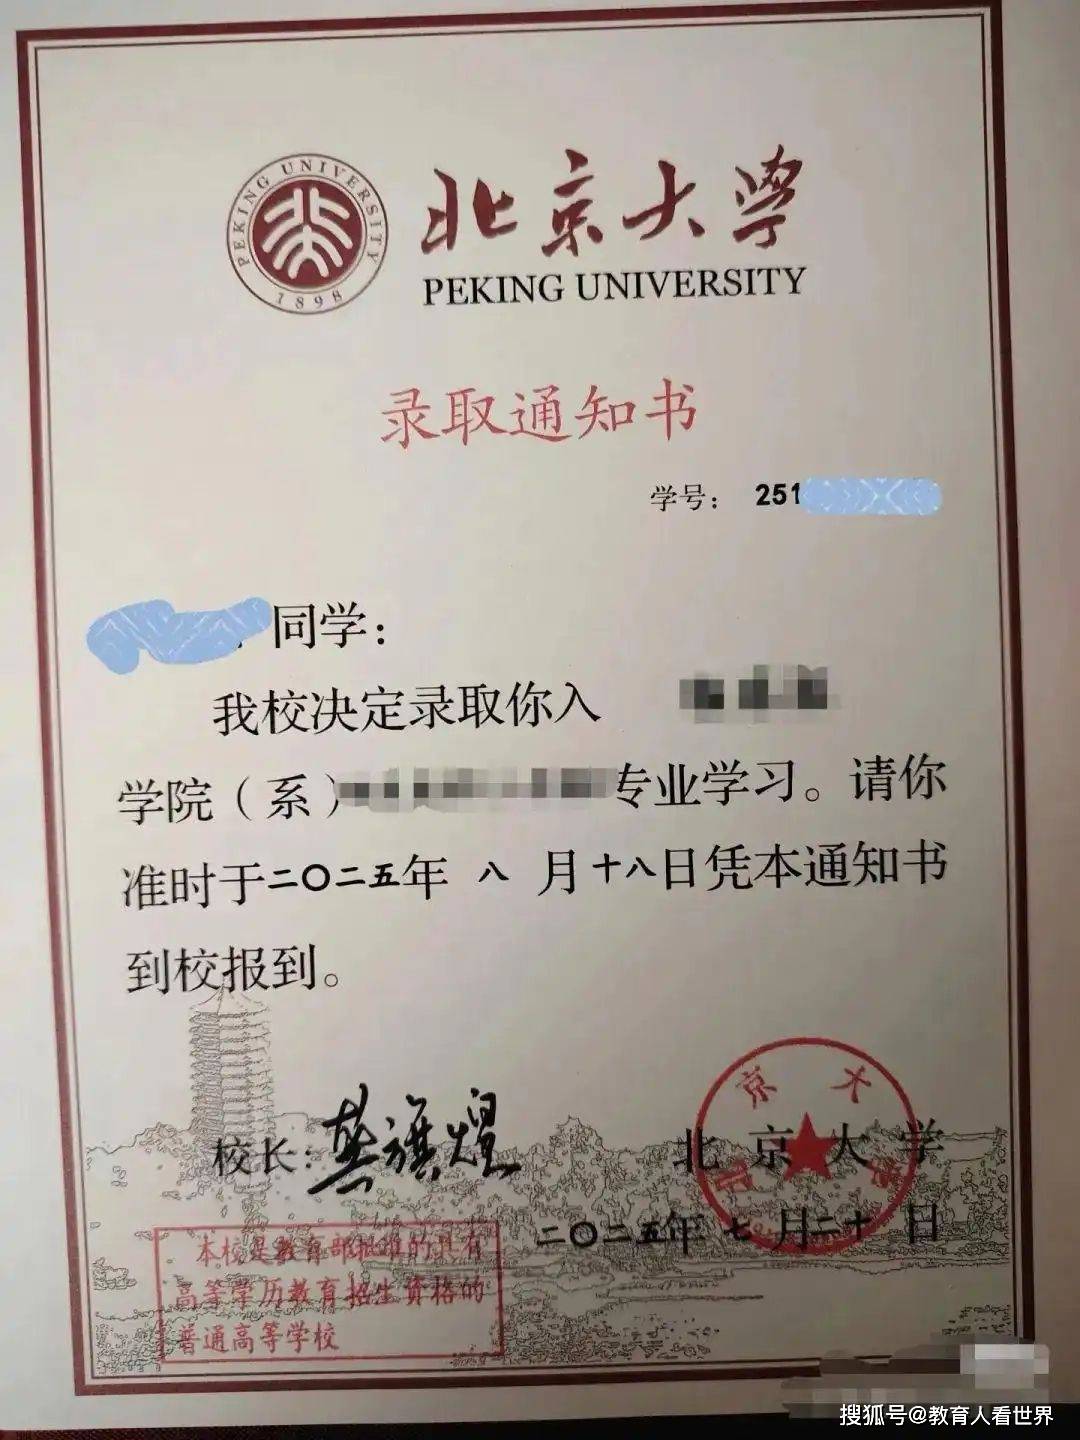 PEKING UNIVERSITY
1898
北京大学
PEKING UNIVERSITY
录取通知书
学号： 251
同学：
我校决定录取你入
学院（系） 专业学习。请你
准时于二〇二五年 八 月十八日凭本通知书
到校报到。
校长：龚旗煌
北京大学
北京大学
二〇二五年七月二十日
本校是教育部批准的具有
高等学历教育招生资格的
普通高等学校
搜狐号@教育人看世界